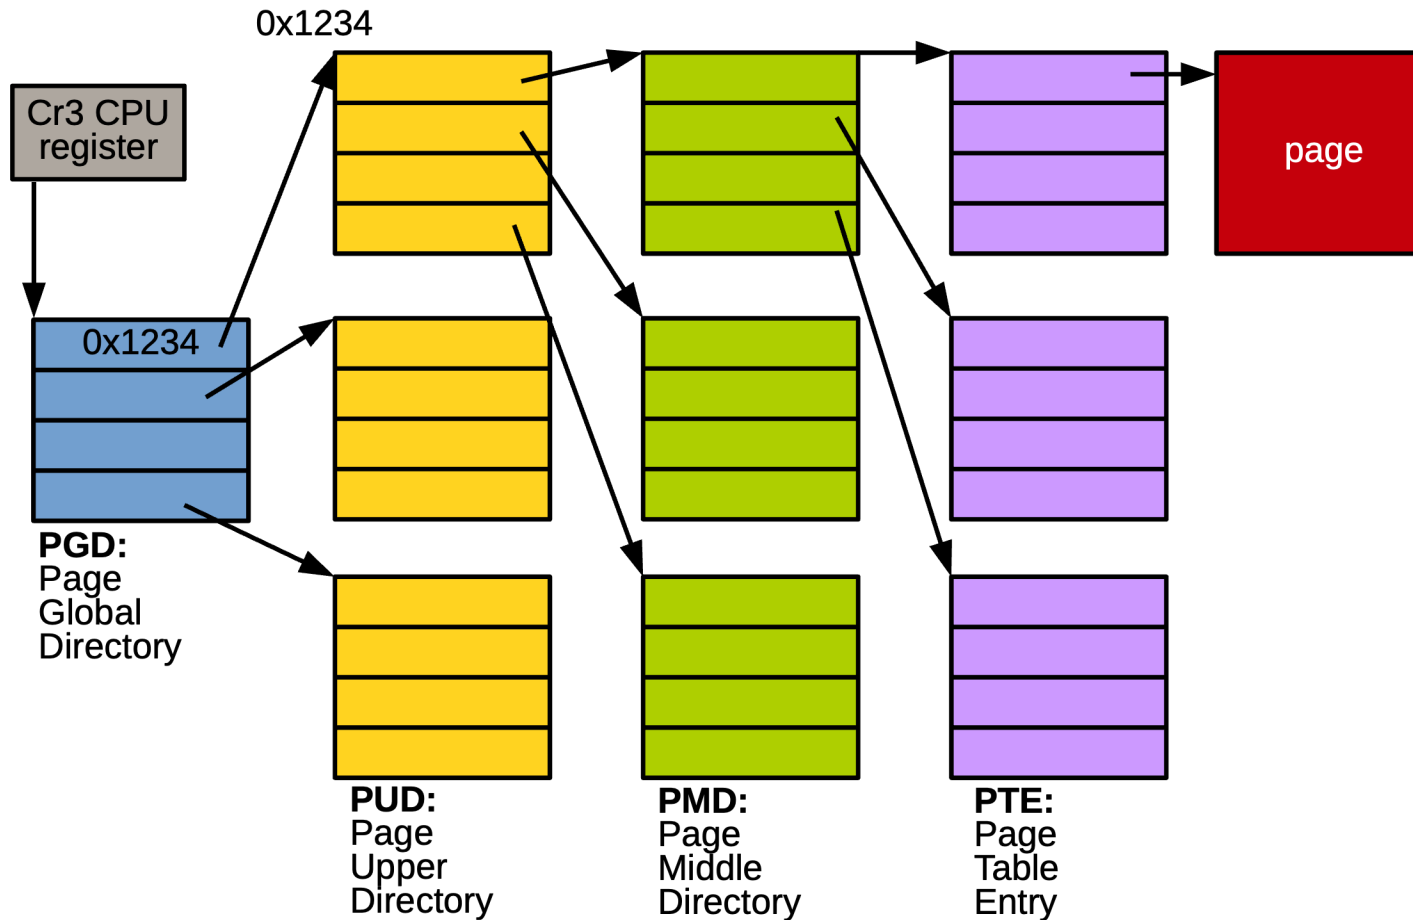 0x1234
Cr3 CPU
register
page
0x1234
PGD:
Page
Global
Directory
PUD:
Page
Upper
Directory
PMD:
Page
Middle
Directory
PTE:
Page
Table
Entry